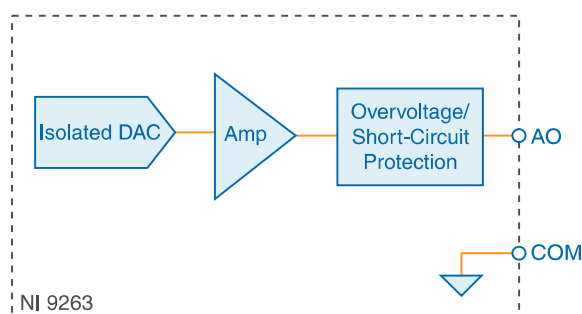 Isolated DAC
Amp
Overvoltage/
Short-Circuit
Protection
AO
COM
NI 9263